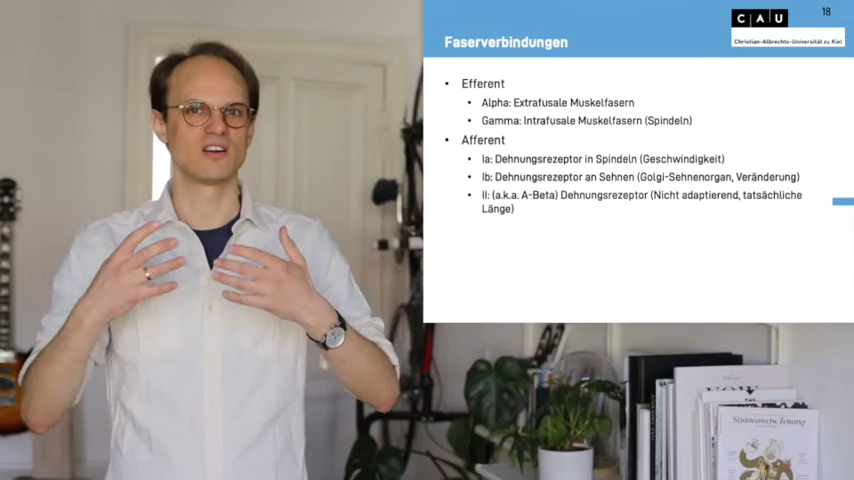 18
C A U
Christian-Albrechts-Universität zu Kiel
Faserverbindungen
• Efferent
• Alpha: Extrafusale Muskelfasern
• Gamma: Intrafusale Muskelfasern (Spindeln)
• Afferent
• Ia: Dehnungsrezeptor in Spindeln (Geschwindigkeit)
• Ib: Dehnungsrezeptor an Sehnen (Golgi-Sehnenorgan, Veränderung)
• II: (a.k.a. A-Beta) Dehnungsrezeptor (Nicht adaptierend, tatsächliche
Länge)
Süddeutsche Zeitung